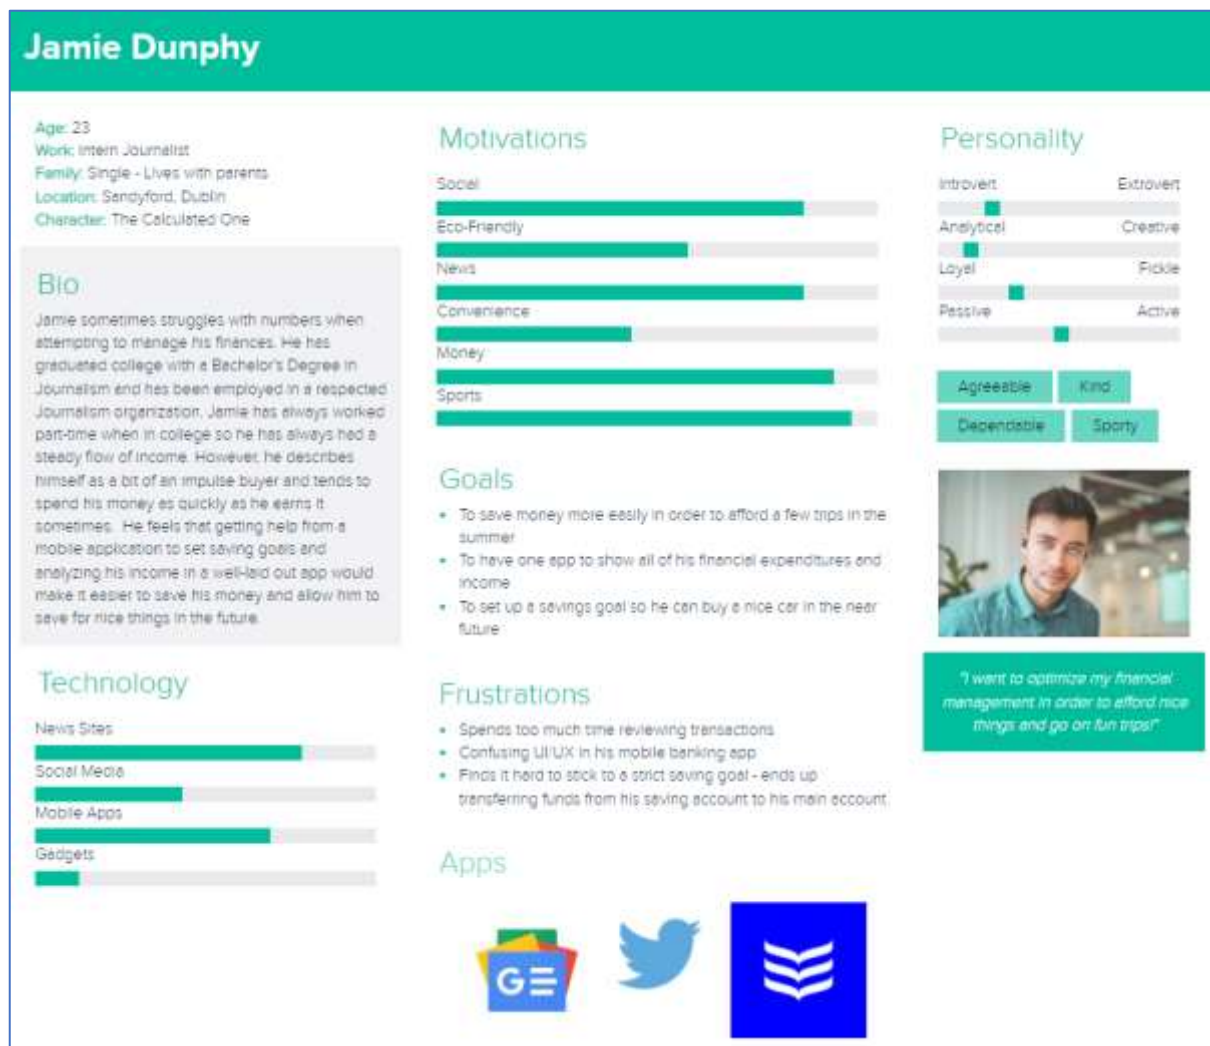 Jamie Dunphy
Age: 23
Work: Intern Journalist
Family: Single - Lives with parents
Location: Sandyford, Dublin
Character: The Calculated One
Bio
Jamie sometimes struggles with numbers when
attempting to manage his finances. He has
graduated college with a Bachelor's Degree in
Journalism and has been employed in a respected
Journalism organization. Jamie has always worked
part-time when in college so he has always had a
steady flow of income. However, he describes
himself as a bit of an impulse buyer and tends to
spend his money as quickly as he earns it
sometimes. He feels that getting help from a
mobile application to set saving goals and
analyzing his income in a well-laid out app would
make it easier to save his money and allow him to
save for nice things in the future.
Technology
News Sites
Social Media
Mobile Apps
Gadgets
Motivations
Social
Eco-Friendly
News
Convenience
Money
Sports
Goals
• To save money more easily in order to afford a few trips in the
summer
• To have one app to show all of his financial expenditures and
income
• To set up a savings goal so he can buy a nice car in the near
future
Frustrations
• Spends too much time reviewing transactions
• Confusing UI/UX in his mobile banking app
• Finds it hard to stick to a strict saving goal - ends up
transferring funds from his saving account to his main account
Apps
G
Personality
Introvert Extrovert
Analytical Creative
Loyal Fickle
Passive Active
Agreeable Kind
Dependable Sporty
"I want to optimize my financial
management in order to afford nice
things and go on fun trips!"